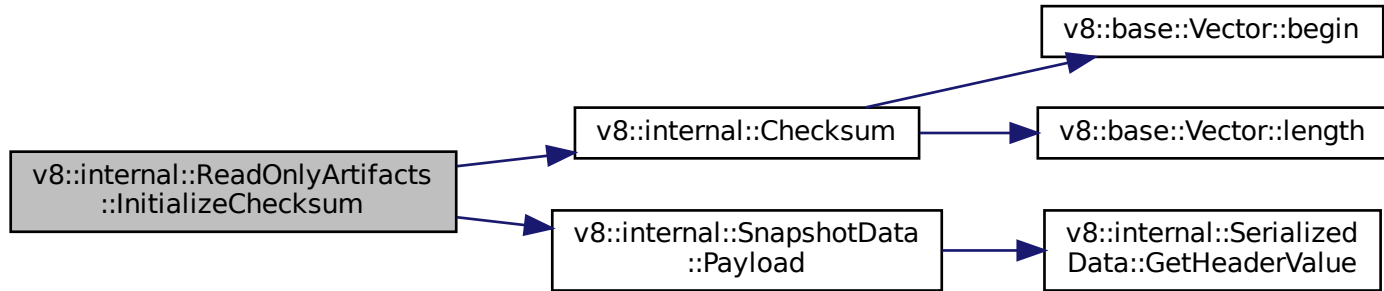 v8::base::Vector::begin
v8::internal::Checksum
v8::base::Vector::length
v8::internal::ReadOnlyArtifacts
::InitializeChecksum
v8::internal::SnapshotData
::Payload
v8::internal::Serialized
Data::GetHeaderValue